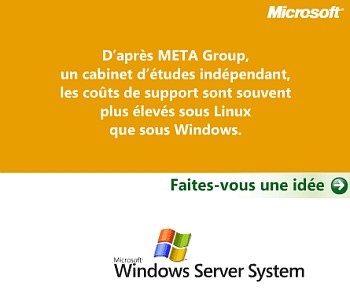 Microsoft®
D'après META Group,
un cabinet d'études indépendant,
les coûts de support sont souvent
plus élevés sous Linux
que sous Windows.
Faites-vous une idée
Microsoft®
Windows Server System